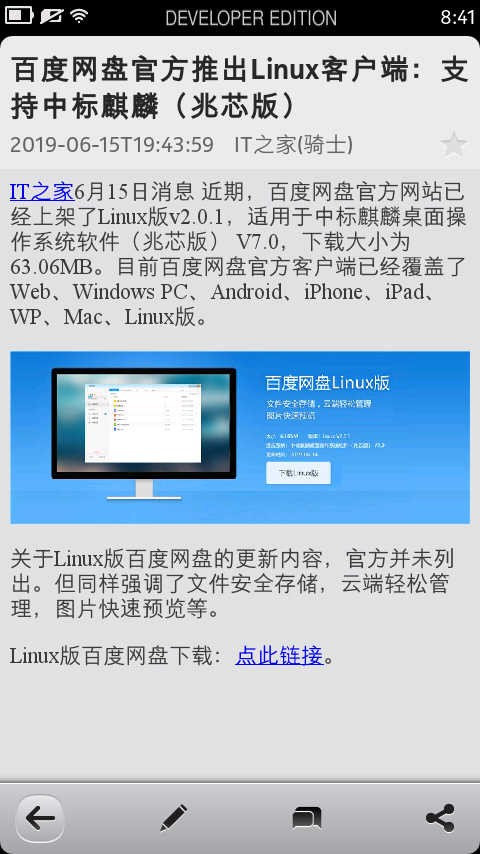 DEVELOPER EDITION
8:41
百度网盘官方推出Linux客户端：支
持中标麒麟（兆芯版）
2019-06-15T19:43:59 IT之家(骑士)
IT之家6月15日消息 近期，百度网盘官方网站已
经上架了Linux版v2.0.1，适用于中标麒麟桌面操
作系统软件（兆芯版） V7.0，下载大小为
63.06MB。目前百度网盘官方客户端已经覆盖了
Web、Windows PC、Android、iPhone、iPad、
WP、Mac、Linux版。
百度网盘Linux版
文件安全存储，云端轻松管理
图片快速预览
下载Linux版
关于Linux版百度网盘的更新内容，官方并未列
出。但同样强调了文件安全存储，云端轻松管
理，图片快速预览等。
Linux版百度网盘下载：点此链接。